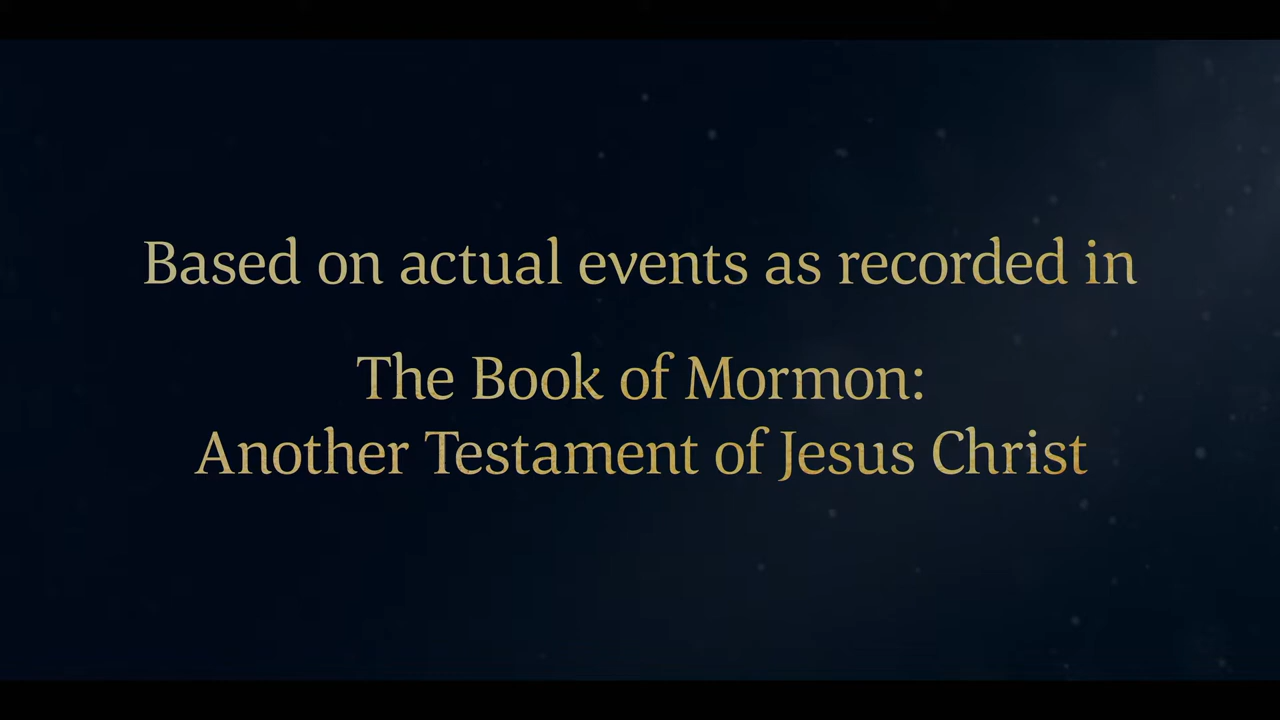 Based on actual events as recorded in
The Book of Mormon:
Another Testament of Jesus Christ